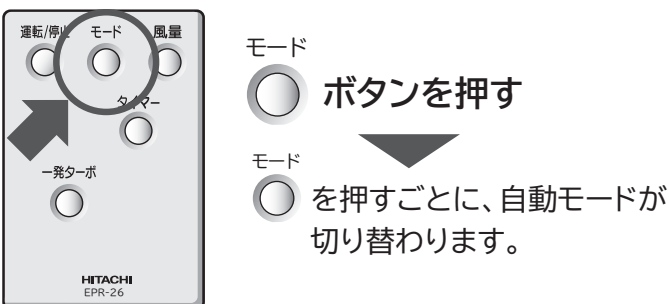 運転/停止 モード 風量
タイマー
一発ターボ
HITACHI
EPR-26
モード
ボタンを押す
モード
を押すごとに、自動モードが
切り替わります。